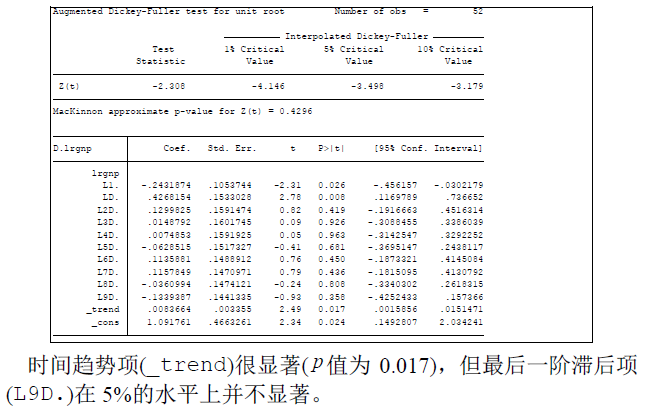 Augmented Dickey-Fuller test for unit root Number of obs = 52
Interpolated Dickey-Fuller
Test 1% Critical 5% Critical 10% Critical
Statistic Value Value Value
Z(t) -2.308 -4.146 -3.498 -3.179
MacKinnon approximate p-value for Z(t) = 0.4296
D.lrgnp Coef. Std. Err. t P>|t| [95% Conf. Interval]
lrgnp
L1. -.2431874 .1053744 -2.31 0.026 -.456157 -.0302179
LD. .4268154 .1533028 2.78 0.008 .1169789 .736652
L2D. .1299825 .1591474 0.82 0.419 -.1916663 .4516314
L3D. .0148792 .1601745 0.09 0.926 -.3088455 .3386039
L4D. .0074853 .1591925 0.05 0.963 -.3142547 .3292252
L5D. -.0628515 .1517327 -0.41 0.681 -.3695147 .2438117
L6D. .1135881 .1488912 0.76 0.450 -.1873321 .4145084
L7D. .1157849 .1470971 0.79 0.436 -.1815095 .4130792
L8D. -.0360994 .1474121 -0.24 0.808 -.3340302 .2618315
L9D. -.1339387 .1441335 -0.93 0.358 -.4252433 .157366
_trend .0083664 .003355 2.49 0.017 .0015856 .0151471
_cons 1.091761 .4663261 2.34 0.024 .1492807 2.034241
时间趋势项(_trend)很显著(p值为 0.017)，但最后一阶滞后项
(L9D.)在 5%的水平上并不显著。